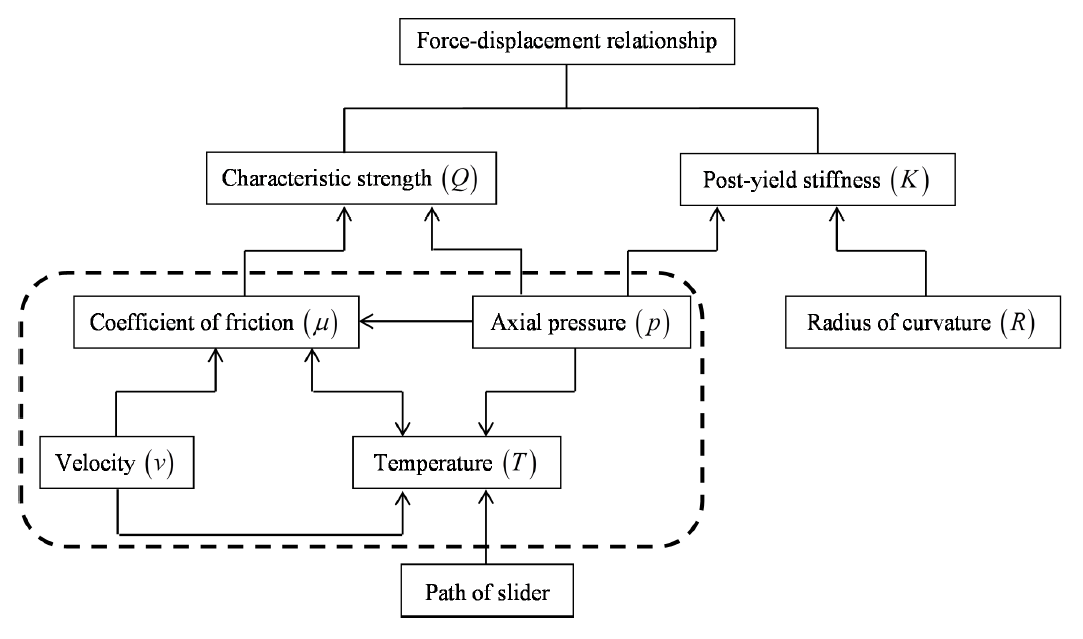 Force-displacement relationship
Characteristic strength (Q)
Post-yield stiffness (K)
Coefficient of friction (μ)
Axial pressure (p)
Radius of curvature (R)
Velocity (v)
Temperature (T)
Path of slider